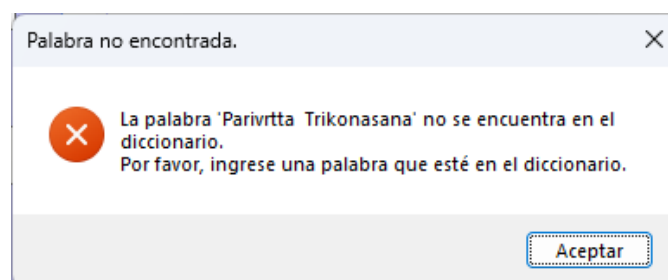 Palabra no encontrada.
La palabra 'Parivrtta  Trikonasana' no se encuentra en el
diccionario.
Por favor, ingrese una palabra que esté en el diccionario.
Aceptar